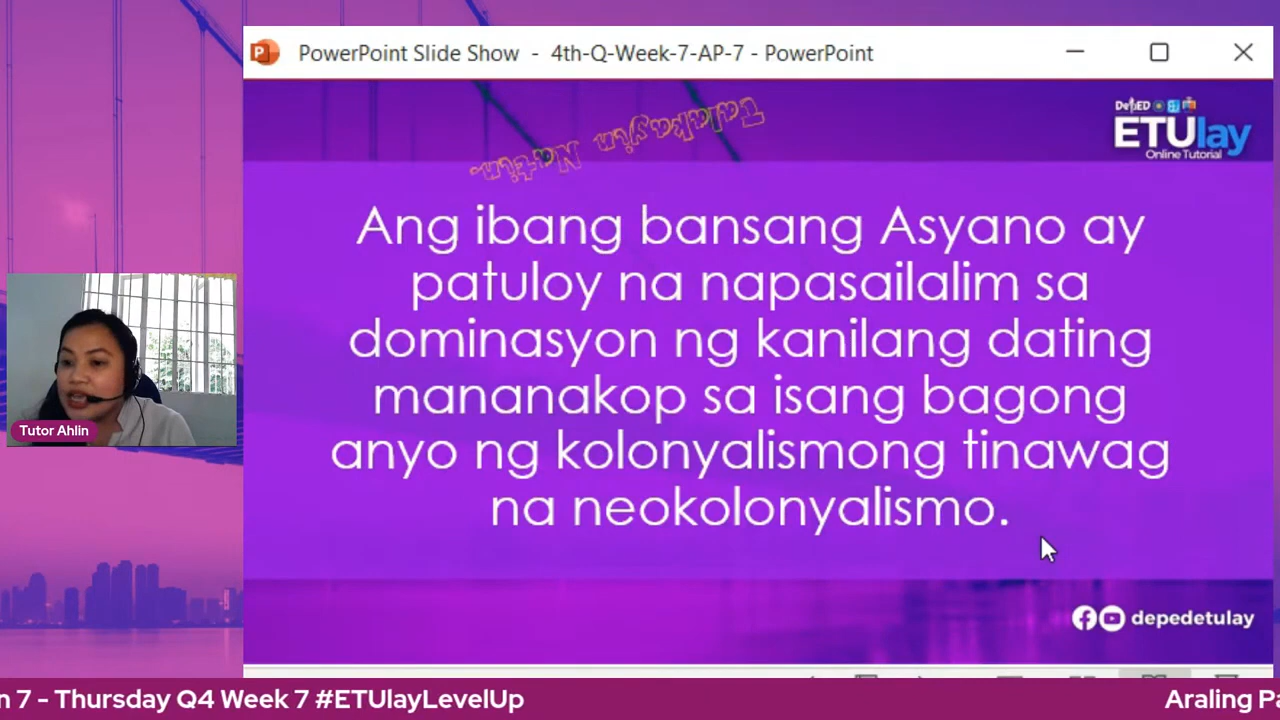 PowerPoint Slide Show - 4th-Q-Week-7-AP-7 - PowerPoint
Talakayin Natin
DepED
ETUlay
Online Tutorial
Ang ibang bansang Asyano ay
patuloy na napasailalim sa
dominasyon ng kanilang dating
mananakop sa isang bagong
anyo ng kolonyalismong tinawag
na neokolonyalismo.
Tutor Ahlin
depedetulay
n 7 - Thursday Q4 Week 7 #ETUlayLevelUp
Araling Pa